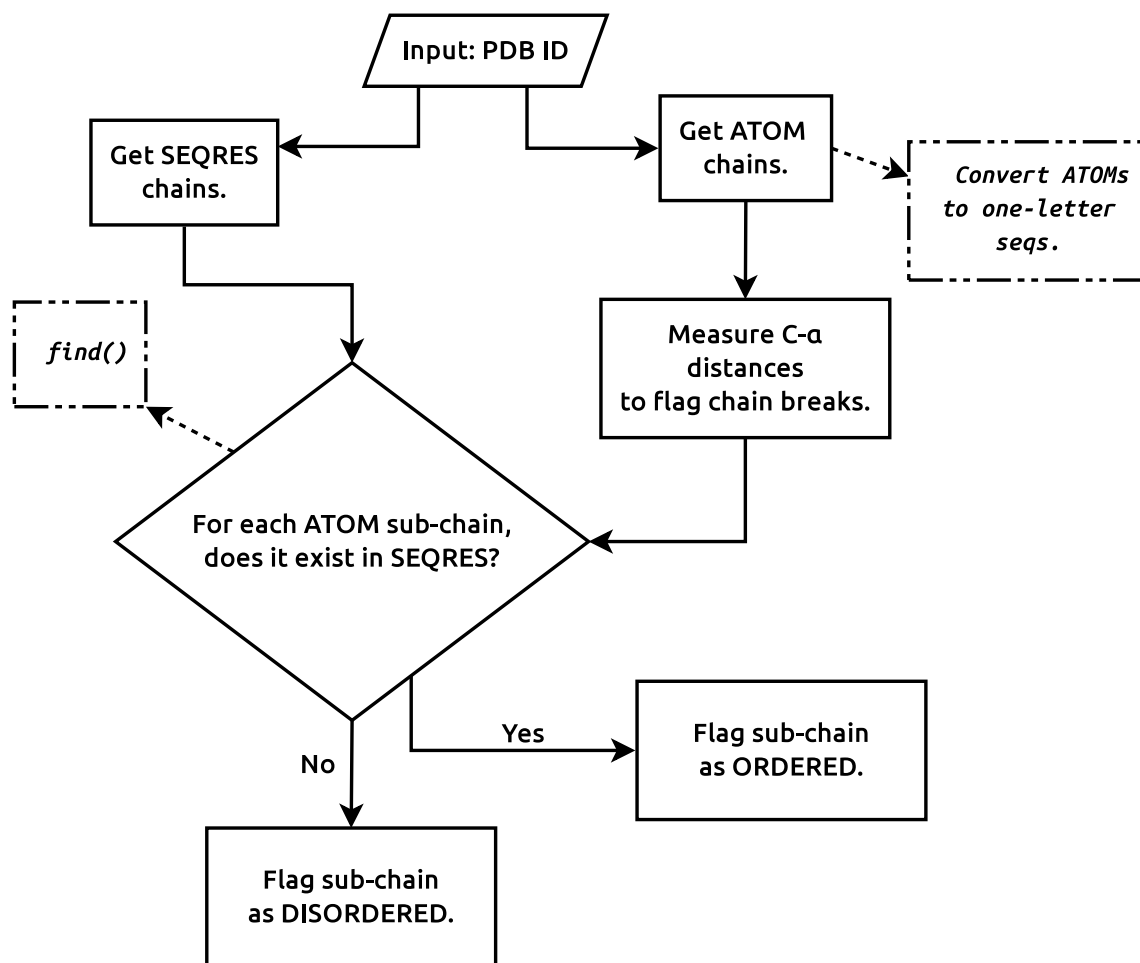 Input: PDB ID
Get SEQRES
chains.
Get ATOM
chains.
Convert ATOMs
to one-letter
seqs.
find()
Measure C-α
distances
to flag chain breaks.
For each ATOM sub-chain,
does it exist in SEQRES?
Yes
No
Flag sub-chain
as ORDERED.
Flag sub-chain
as DISORDERED.